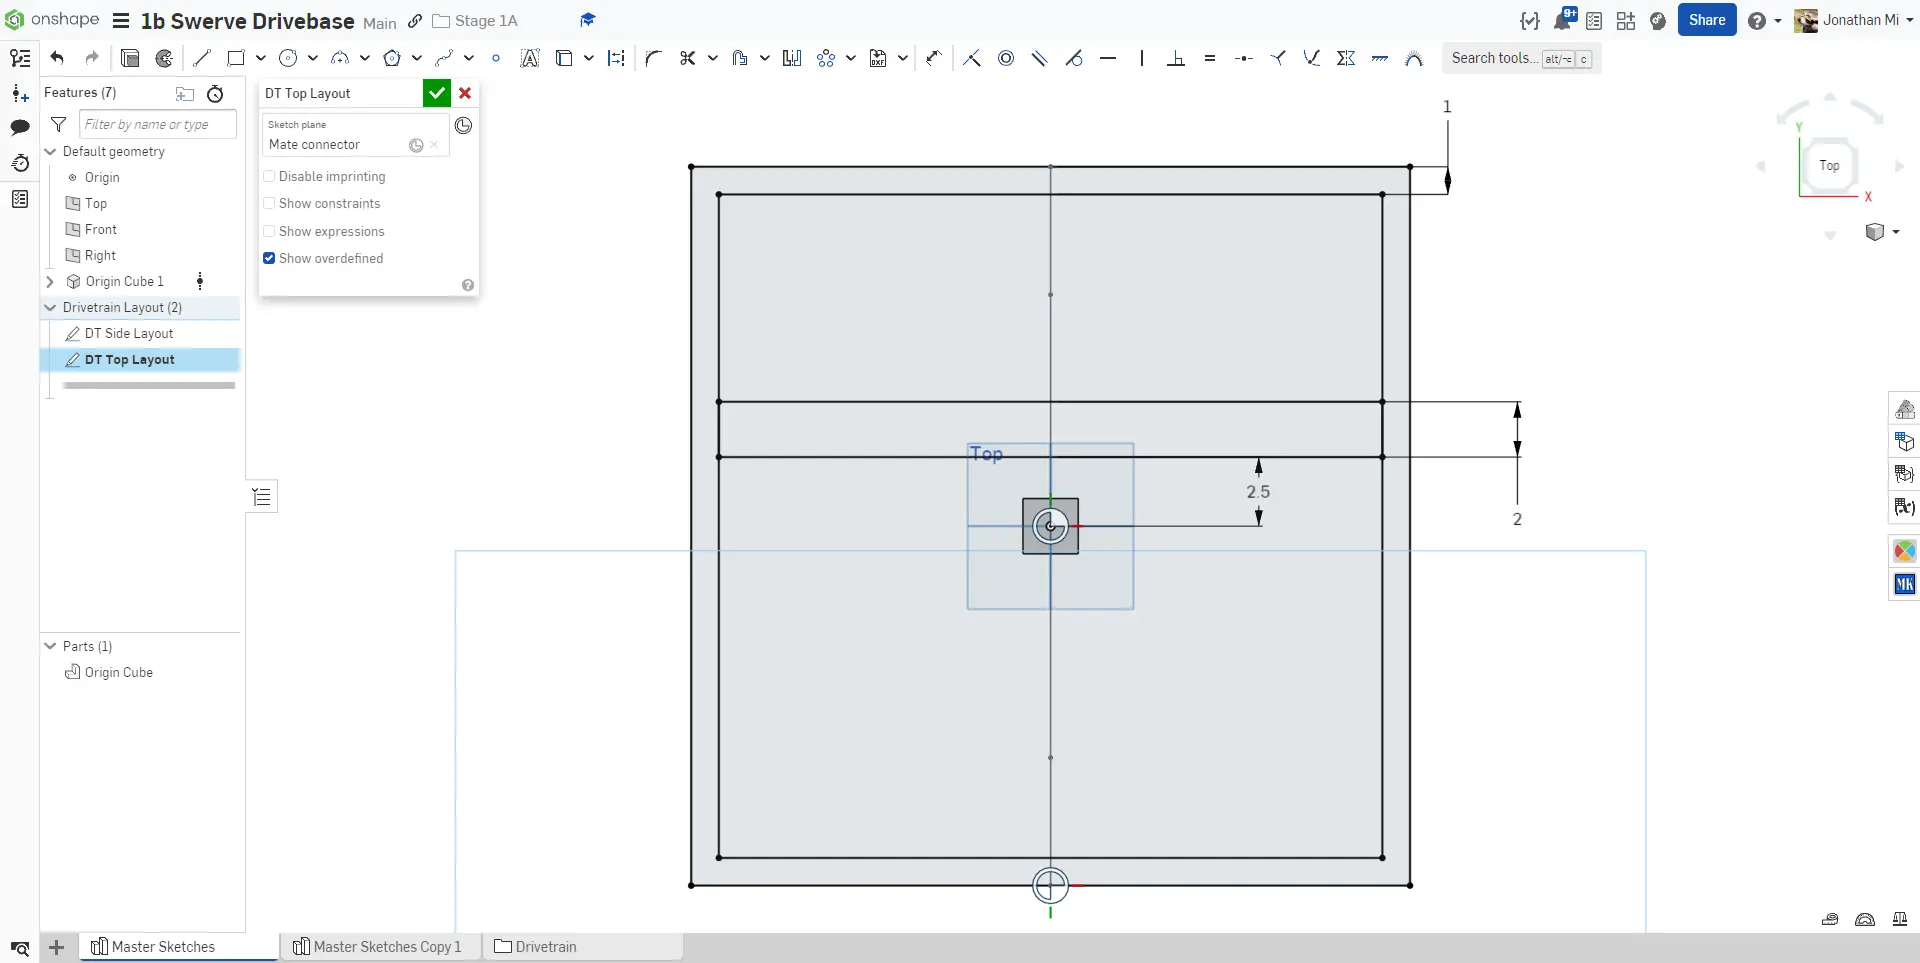 onshape 1b Swerve Drivebase Main Stage 1A 9+ Share Jonathan Mi
Search tools... alt/⌥ c
Features (7)
Filter by name or type
Default geometry
Origin
Top
Front
Right
Origin Cube 1
Drivetrain Layout (2)
DT Side Layout
DT Top Layout
Parts (1)
Origin Cube
DT Top Layout
Sketch plane
Mate connector
Disable imprinting
Show constraints
Show expressions
Show overdefined
1
Top
2.5
2
Y
Top
X
MK
Master Sketches Master Sketches Copy 1 Drivetrain